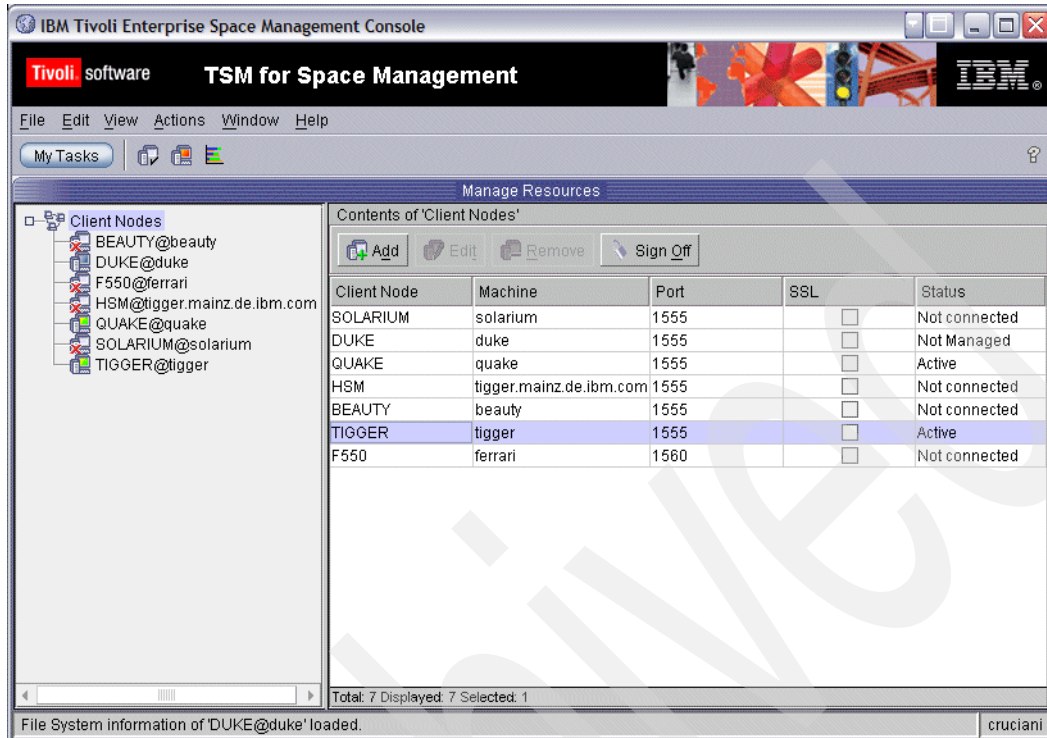 IBM Tivoli Enterprise Space Management Console
Tivoli. software TSM for Space Management IBM®
File Edit View Actions Window Help
My Tasks
Manage Resources
Client Nodes
BEAUTY@beauty
DUKE@duke
F550@ferrari
HSM@tigger.mainz.de.ibm.com
QUAKE@quake
SOLARIUM@solarium
TIGGER@tigger
Contents of 'Client Nodes'
Add Edit Remove Sign Off
Client Node Machine Port SSL Status
SOLARIUM solarium 1555 Not connected
DUKE duke 1555 Not Managed
QUAKE quake 1555 Active
HSM tigger.mainz.de.ibm.com 1555 Not connected
BEAUTY beauty 1555 Not connected
TIGGER tigger 1555 Active
F550 ferrari 1560 Not connected
Total: 7 Displayed: 7 Selected: 1
File System information of 'DUKE@duke' loaded. cruciani